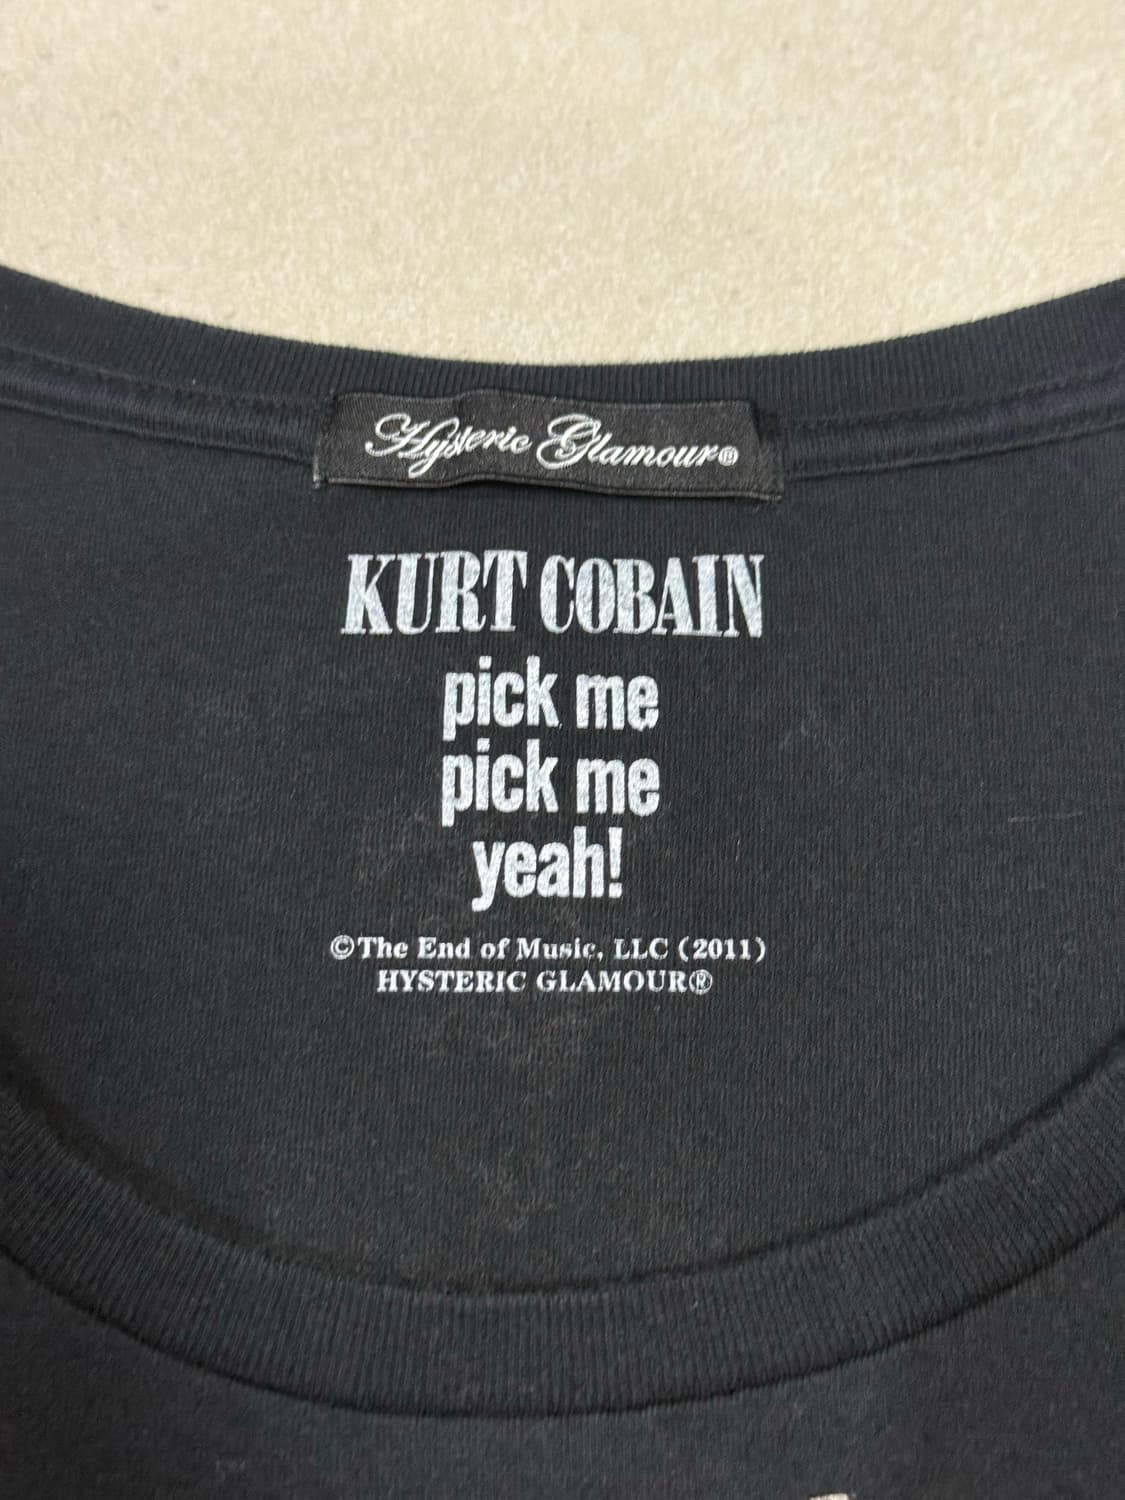 Hysteric Glamour®
KURT COBAIN
pick me
pick me
yeah!
©The End of Music, LLC (2011)
HYSTERIC GLAMOUR®